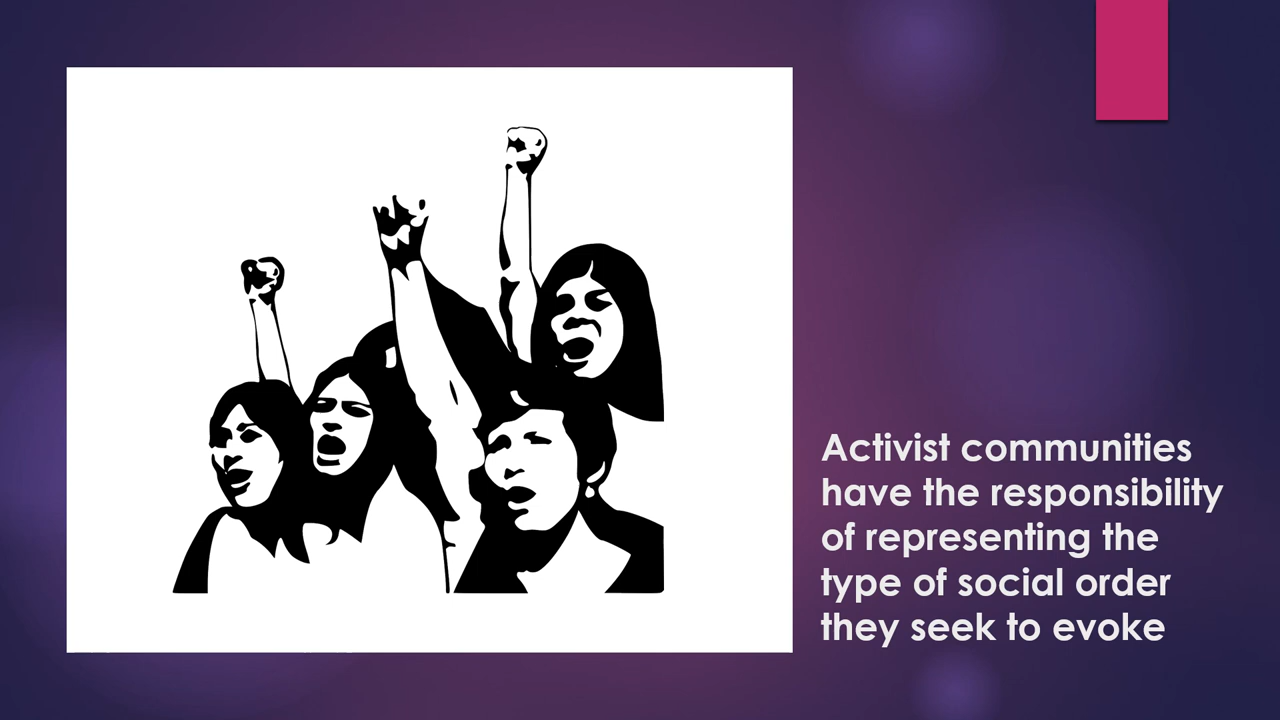 Activist communities
have the responsibility
of representing the
type of social order
they seek to evoke